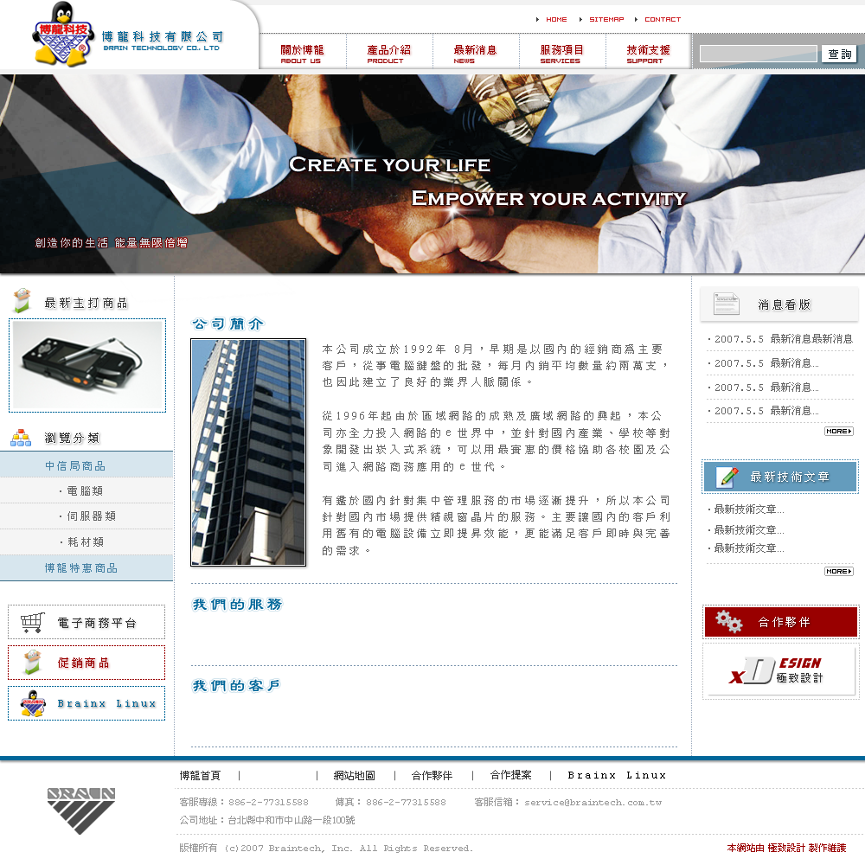 博龍科技
博龍科技有限公司
BRAIN TECHNOLOGY CO., LTD
HOME
SITEMAP
CONTACT
關於博龍
ABOUT US
產品介紹
PRODUCT
最新消息
NEWS
服務項目
SERVICES
技術支援
SUPPORT
查詢
CREATE YOUR LIFE
EMPOWER YOUR ACTIVITY
創造你的生活 能量無限倍增
最新主打商品
瀏覽分類
中信局商品
・電腦類
・伺服器類
・耗材類
博龍特惠商品
電子商務平台
促銷商品
Brainx Linux
公司簡介
本公司成立於1992年 8月，早期是以國內的經銷商為主要
客戶，從事電腦鍵盤的批發，每月內銷平均數量約兩萬支，
也因此建立了良好的業界人脈關係。
從1996年起由於區域網路的成熟及廣域網路的興起，本公
司亦全力投入網路的e世界中，並針對國內產業、學校等對
象開發出崁入式系統，可以用最實惠的價格協助各校園及公
司進入網路商務應用的e世代。
有鑑於國內針對集中管理服務的市場逐漸提升，所以本公司
針對國內市場提供精視窗晶片的服務。主要讓國內的客戶利
用舊有的電腦設備立即提昇效能，更能滿足客戶即時與完善
的需求。
我們的服務
我們的客戶
消息看版
・2007.5.5 最新消息最新消息
・2007.5.5 最新消息...
・2007.5.5 最新消息...
・2007.5.5 最新消息...
MORE
最新技術文章
・最新技術文章...
・最新技術文章...
・最新技術文章...
MORE
合作夥伴
xDESIGN
極致設計
博龍首頁 | | 網站地圖 | 合作夥伴 | 合作提案 | Brainx Linux
BRAIN
客服專線：886-2-77315588 傳真：886-2-77315588 客服信箱：service@braintech.com.tw
公司地址：台北縣中和市中山路一段100號
版權所有 (c)2007 Braintech, Inc. All Rights Reserved.
本網站由 極致設計 製作維護